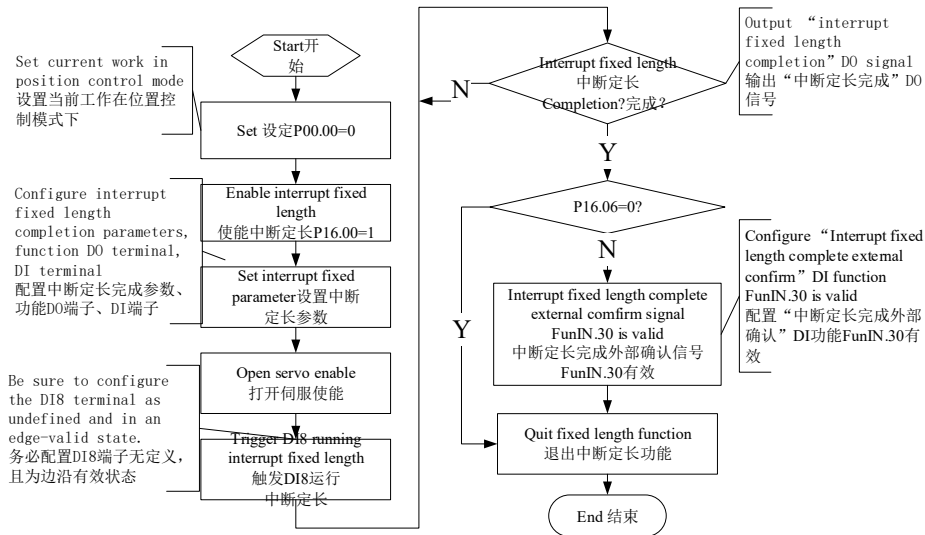 Start开
始
Set current work in
position control mode
设置当前工作在位置控
制模式下
Set 设定P00.00=0
Configure interrupt
fixed length
completion parameters,
function DO terminal,
DI terminal
配置中断定长完成参数、
功能DO端子、DI端子
Enable interrupt fixed
length
使能中断定长P16.00=1
Set interrupt fixed
parameter设置中断
定长参数
Open servo enable
打开伺服使能
Be sure to configure
the DI8 terminal as
undefined and in an
edge-valid state.
务必配置DI8端子无定义，
且为边沿有效状态
Trigger DI8 running
interrupt fixed length
触发DI8运行
中断定长
Interrupt fixed length
中断定长
Completion?完成？
N
Y
Output “interrupt
fixed length
completion”DO signal
输出“中断定长完成”DO
信号
P16.06=0?
N
Y
Interrupt fixed length complete
external comfirm signal
FunIN.30 is valid
中断定长完成外部确认信号
FunIN.30有效
Configure “Interrupt fixed
length complete external
confirm” DI function
FunIN.30 is valid
配置“中断定长完成外部
确认”DI功能FunIN.30有
效
Quit fixed length function
退出中断定长功能
End 结束